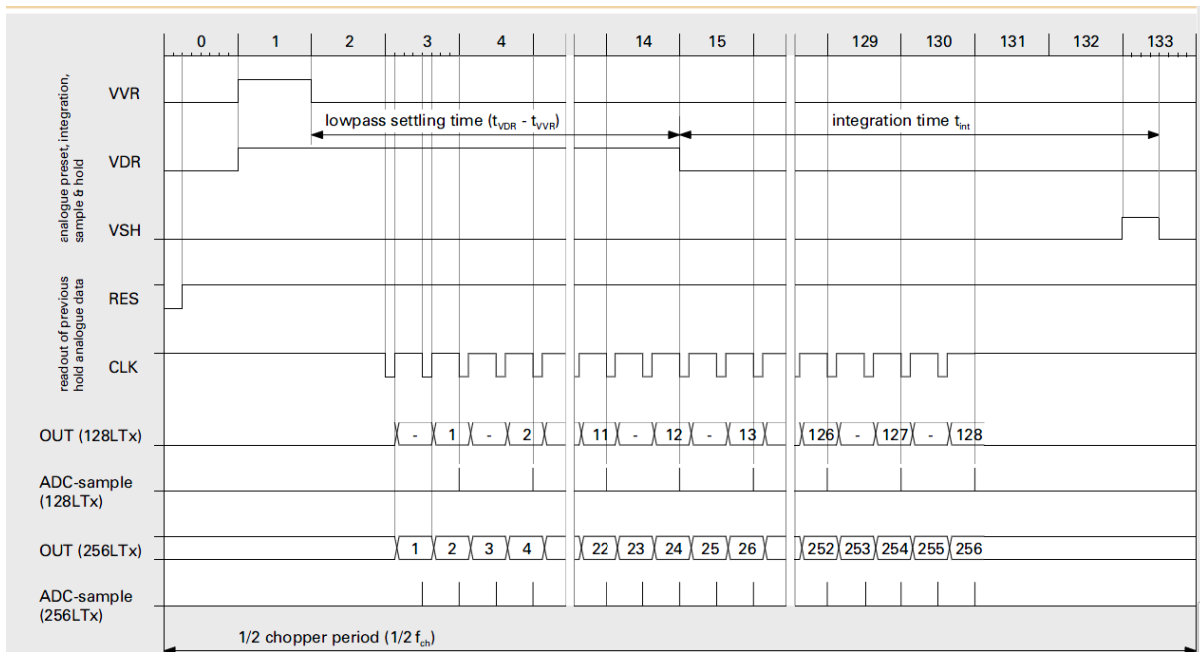 0 1 2 3 4 14 15 129 130 131 132 133
analogue preset, integration,
sample & hold
VVR
lowpass settling time (tVDR - tVVR)
integration time tint
VDR
VSH
readout of previous
hold analogue data
RES
CLK
OUT (128LTx)
- 1 - 2 11 - 12 - 13 126 - 127 - 128
ADC-sample
(128LTx)
OUT (256LTx)
1 2 3 4 22 23 24 25 26 252 253 254 255 256
ADC-sample
(256LTx)
1/2 chopper period (1/2 fch)